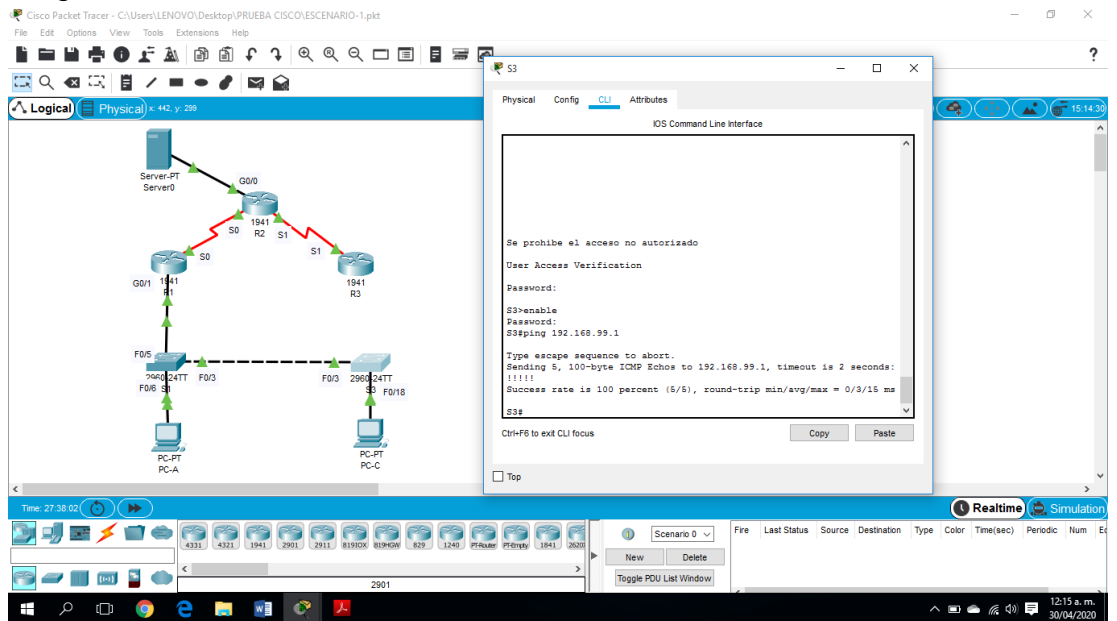 Cisco Packet Tracer - C:\Users\LENOVO\Desktop\PRUEBA CISCO\ESCENARIO-1.pkt
File Edit Options View Tools Extensions Help
?
Logical Physical x: 442, y: 299
15:14:30
Server-PT
Server0
G0/0
1941
R2
S0
S1
S1
S0
G0/1
1941
R1
1941
R3
F0/5
2960-24TT
S1
F0/3
F0/6
F0/3
2960-24TT
S3
F0/18
PC-PT
PC-A
PC-PT
PC-C
S3
Physical Config CLI Attributes
IOS Command Line Interface
Se prohibe el acceso no autorizado
User Access Verification
Password:
S3>enable
Password:
S3#ping 192.168.99.1
Type escape sequence to abort.
Sending 5, 100-byte ICMP Echos to 192.168.99.1, timeout is 2 seconds:
!!!!!
Success rate is 100 percent (5/5), round-trip min/avg/max = 0/3/15 ms
S3#
Ctrl+F6 to exit CLI focus
Copy Paste
Top
Time: 27:38:02
Realtime Simulation
4331 4321 1941 2901 2911 819IOX 819HGW 829 1240 PT-Router PT-Empty 1841
2901
Scenario 0
New Delete
Toggle PDU List Window
Fire Last Status Source Destination Type Color Time(sec) Periodic Num
12:15 a. m.
30/04/2020